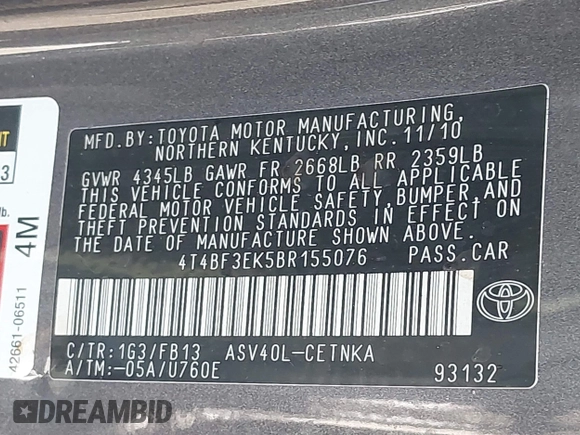 MFD.BY:TOYOTA MOTOR MANUFACTURING,
NORTHERN KENTUCKY,INC.11/10
GVWR 4345LB GAWR FR 2668LB RR 2359LB
THIS VEHICLE CONFORMS TO ALL APPLICABLE
FEDERAL MOTOR VEHICLE SAFETY,BUMPER,AND
THEFT PREVENTION STANDARDS IN EFFECT ON
THE DATE OF MANUFACTURE SHOWN ABOVE.
4T4BF3EK5BR155076 PASS.CAR
C/TR:1G3/FB13 ASV40L-CETNKA
A/TM:-05A/U760E 93132
3
lb.
4M
42661-06511
DREAMBID